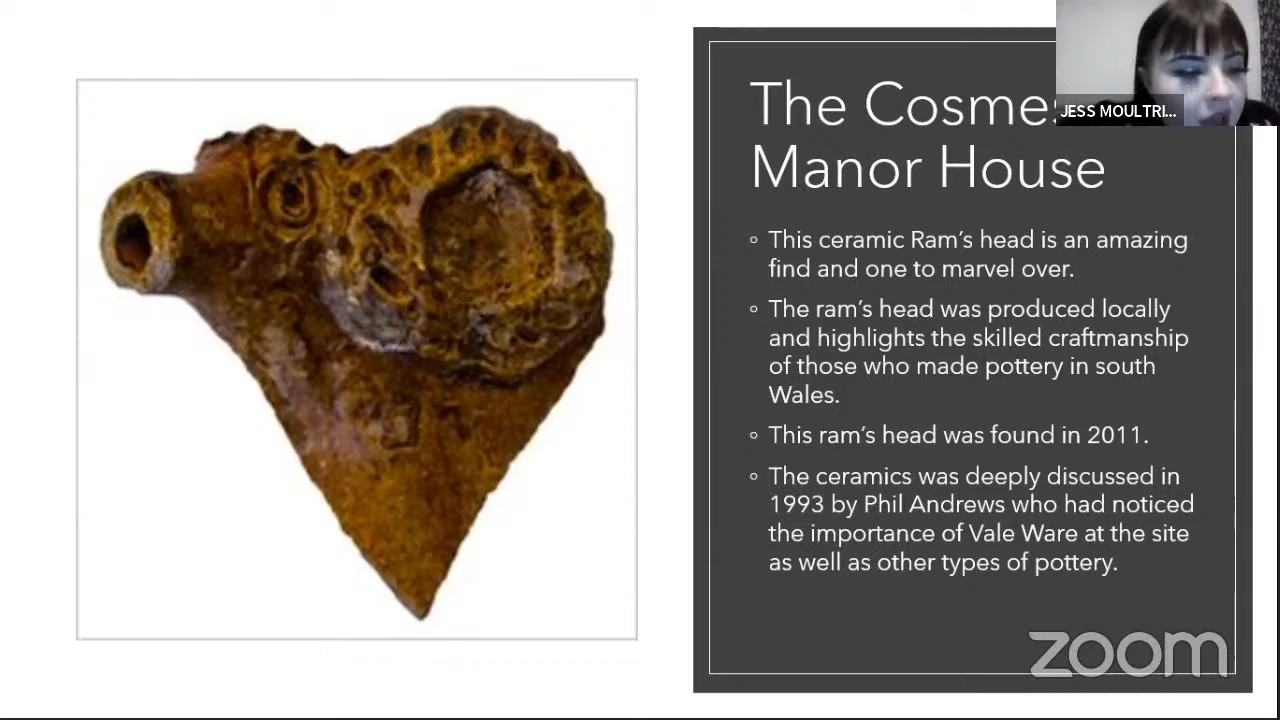 The Cosmes
Manor House
JESS MOULTRI...
◦ This ceramic Ram's head is an amazing
find and one to marvel over.
◦ The ram's head was produced locally
and highlights the skilled craftmanship
of those who made pottery in south
Wales.
◦ This ram's head was found in 2011.
◦ The ceramics was deeply discussed in
1993 by Phil Andrews who had noticed
the importance of Vale Ware at the site
as well as other types of pottery.
zoom